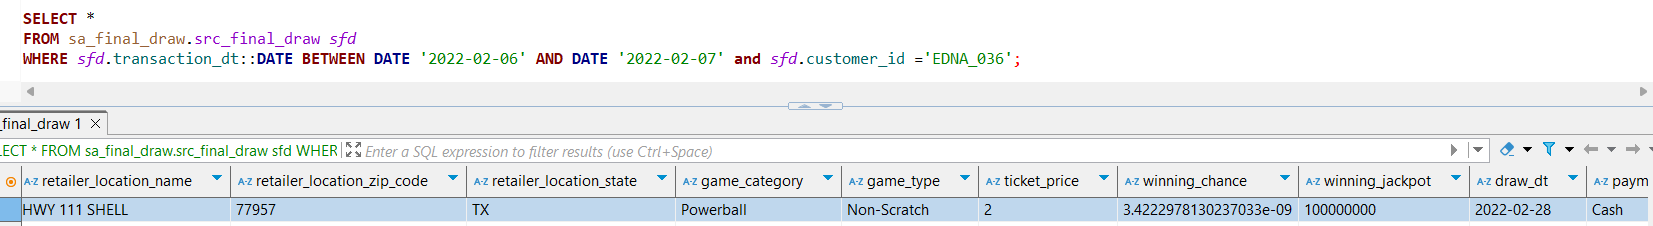 SELECT *
FROM sa_final_draw.src_final_draw sfd
WHERE sfd.transaction_dt::DATE BETWEEN DATE '2022-02-06' AND DATE '2022-02-07' and sfd.customer_id ='EDNA_036';
_final_draw 1
LECT * FROM sa_final_draw.src_final_draw sfd WHER Enter a SQL expression to filter results (use Ctrl+Space)
A-Z retailer_location_name A-Z retailer_location_zip_code A-Z retailer_location_state A-Z game_category A-Z game_type A-Z ticket_price A-Z winning_chance A-Z winning_jackpot A-Z draw_dt A-Z paym
HWY 111 SHELL 77957 TX Powerball Non-Scratch 2 3.4222978130237033e-09 100000000 2022-02-28 Cash